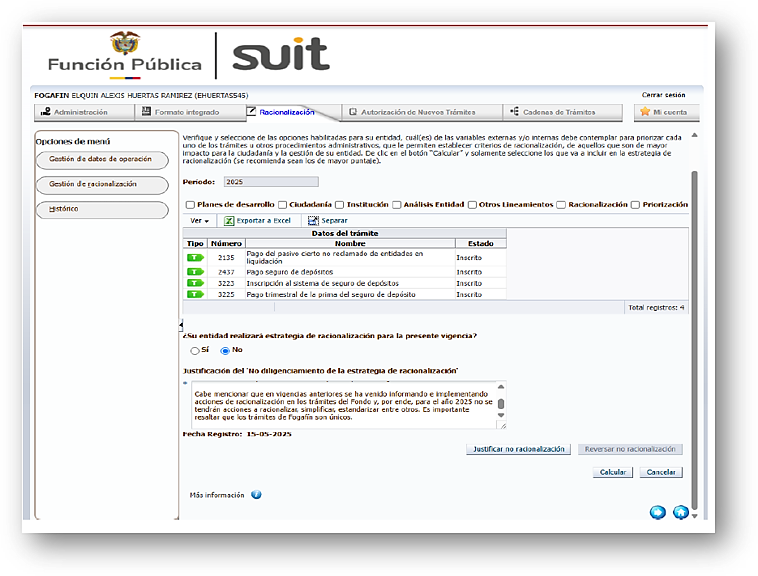 Función Pública suit
FOGAFIN ELQUIN ALEXIS HUERTAS RAMIREZ (EHUERTAS545)
Cerrar sesión
Administración
Formato integrado
Racionalización
Autorización de Nuevos Trámites
Cadenas de Trámites
Mi cuenta
Opciones de menú
Gestión de datos de operación
Gestión de racionalización
Histórico
Verifique y seleccione de las opciones habilitadas para su entidad, cuál(es) de las variables externas y/o internas debe contemplar para priorizar cada
uno de los trámites u otros procedimientos administrativos, que le permiten establecer criterios de racionalización, de aquellos que son de mayor
impacto para la ciudadanía y la gestión de su entidad. De clic en el botón "Calcular" y solamente seleccione los que va a incluir en la estrategia de
racionalización (se recomienda sean los de mayor puntaje).
Período: 2025
Planes de desarrollo Ciudadanía Institución Análisis Entidad Otros Lineamientos Racionalización Priorización
Ver Exportar a Excel Separar
Datos del trámite
Tipo Número Nombre Estado
T 2135 Pago del pasivo cierto no reclamado de entidades en
liquidación Inscrito
T 2437 Pago seguro de depósitos Inscrito
T 3223 Inscripción al sistema de seguro de depósitos Inscrito
T 3225 Pago trimestral de la prima del seguro de depósito Inscrito
Total registros: 4
¿Su entidad realizará estrategia de racionalización para la presente vigencia?
Sí No
Justificación del 'No diligenciamiento de la estrategia de racionalización'
*
Cabe mencionar que en vigencias anteriores se ha venido informando e implementando
acciones de racionalización en los trámites del Fondo y, por ende, para el año 2025 no se
tendrán acciones a racionalizar, simplificar, estandarizar entre otros. Es importante
resaltar que los trámites de Fogafín son únicos.
Fecha Registro: 15-05-2025
Justificar no racionalización
Reversar no racionalización
Calcular
Cancelar
Más información